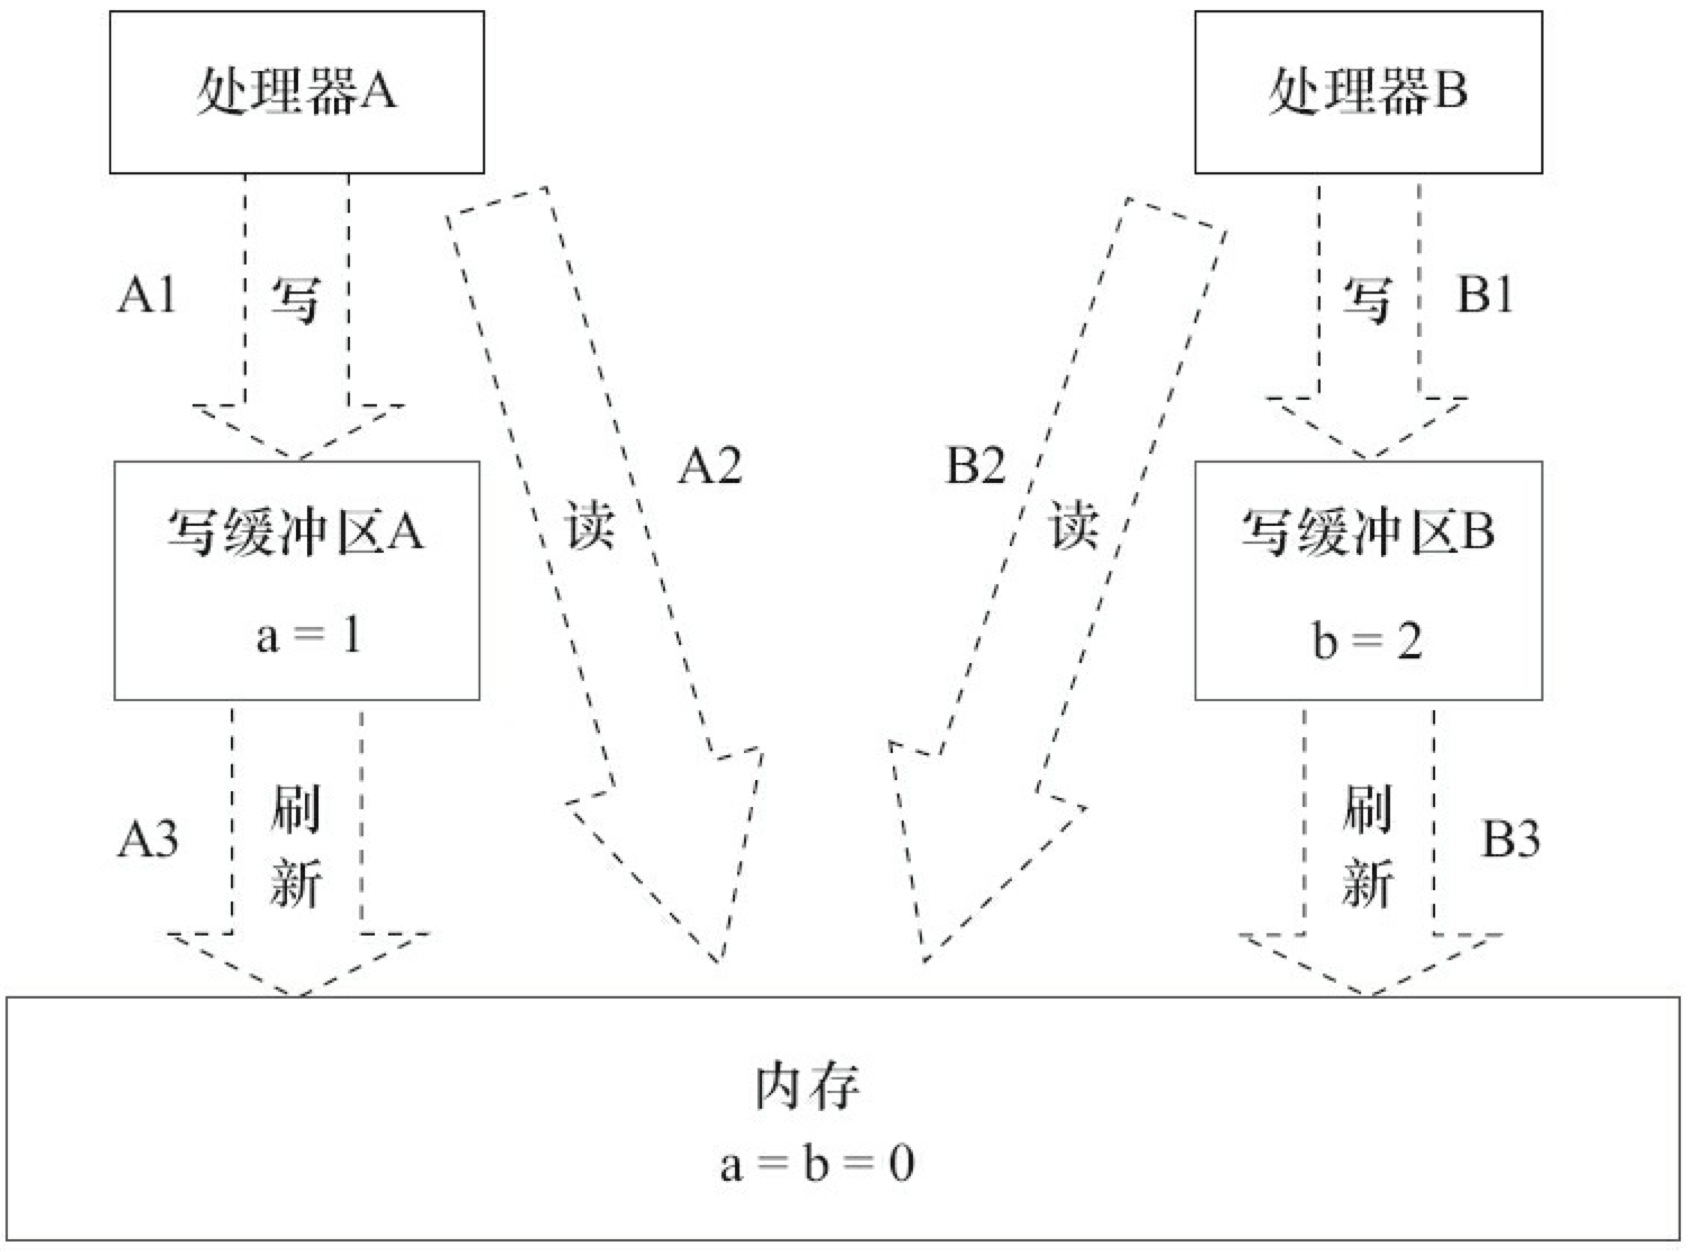 处理器A
处理器B
A1
写
写
B1
A2
B2
读
读
写缓冲区A
a = 1
写缓冲区B
b = 2
A3
刷
新
刷
新
B3
内存
a = b = 0